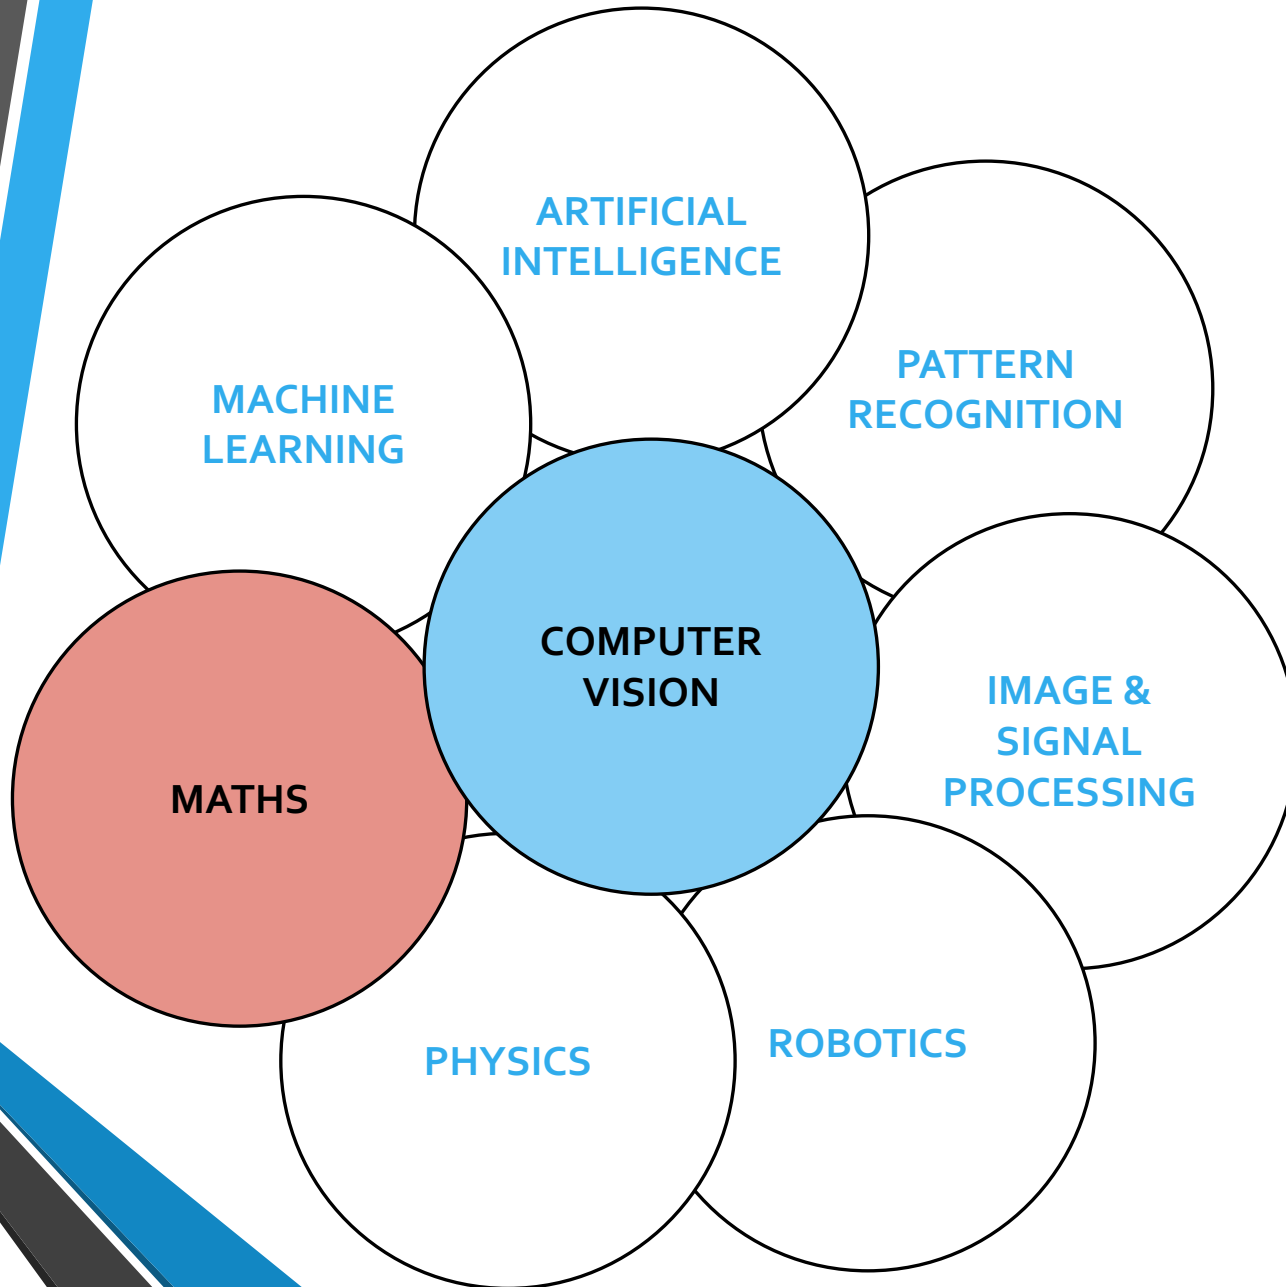 ARTIFICIAL
INTELLIGENCE
PATTERN
RECOGNITION
MACHINE
LEARNING
COMPUTER
VISION
IMAGE &
SIGNAL
PROCESSING
MATHS
ROBOTICS
PHYSICS